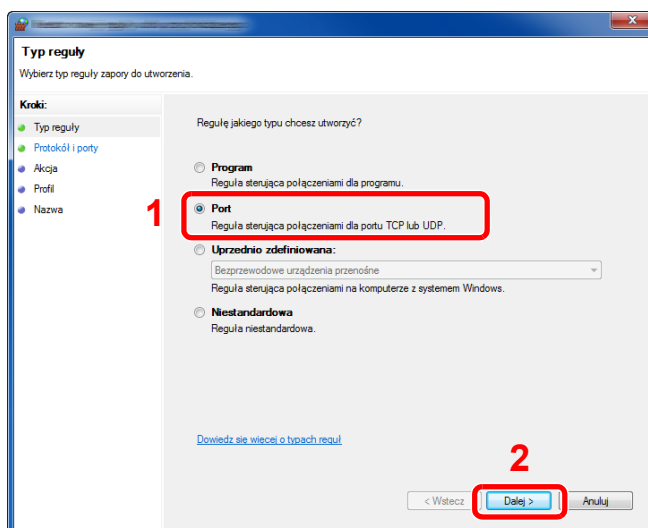 Typ reguły
Wybierz typ reguły zapory do utworzenia.
Kroki:
Typ reguły
Protokół i porty
Akcja
Profil
Nazwa
Regułę jakiego typu chcesz utworzyć?
Program
Reguła sterująca połączeniami dla programu.
1
Port
Reguła sterująca połączeniami dla portu TCP lub UDP.
Uprzednio zdefiniowana:
Bezprzewodowe urządzenia przenośne
Reguła sterująca połączeniami na komputerze z systemem Windows.
Niestandardowa
Reguła niestandardowa.
Dowiedz się więcej o typach reguł
2
< Wstecz
Dalej >
Anuluj